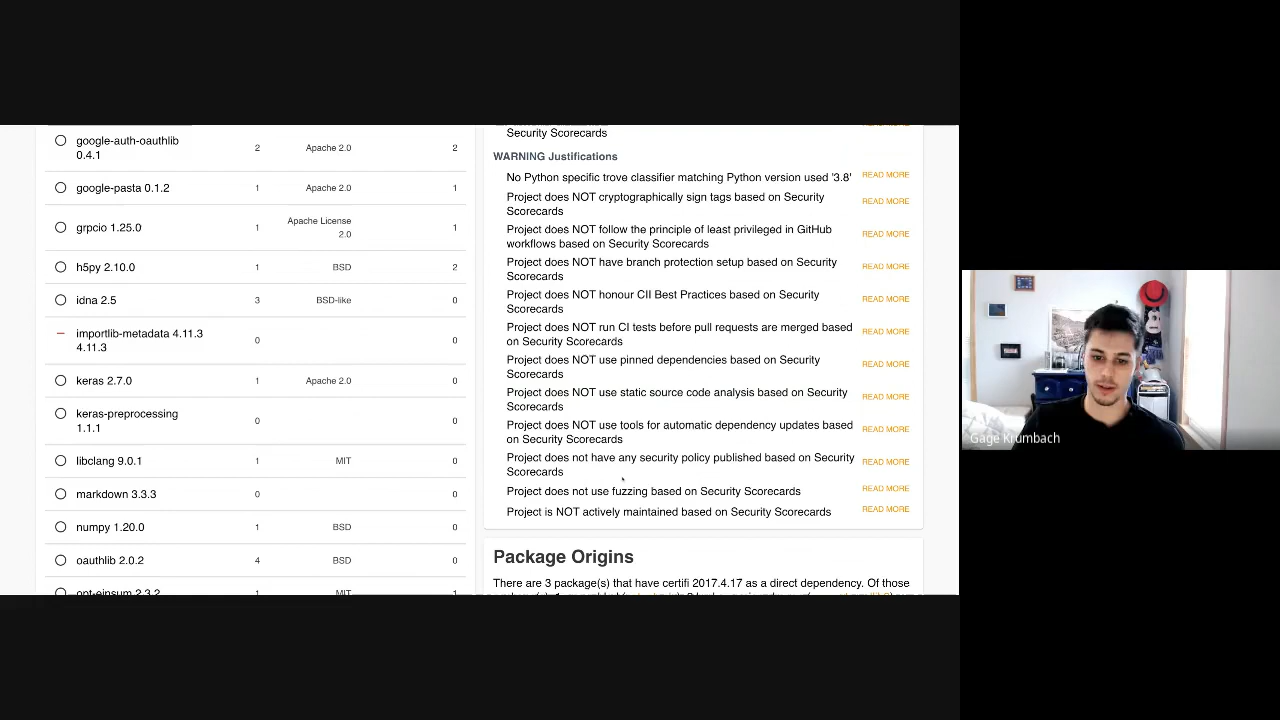 google-auth-oauthlib
0.4.1
2
Apache 2.0
2
google-pasta 0.1.2
1
Apache 2.0
1
grpcio 1.25.0
1
Apache License
2.0
1
h5py 2.10.0
1
BSD
2
idna 2.5
3
BSD-like
0
importlib-metadata 4.11.3
4.11.3
0
0
keras 2.7.0
1
Apache 2.0
0
keras-preprocessing
1.1.1
0
0
libclang 9.0.1
1
MIT
0
markdown 3.3.3
0
0
numpy 1.20.0
1
BSD
0
oauthlib 2.0.2
4
BSD
0
opt-einsum 2.3.2
1
MIT
1
Security Scorecards
WARNING Justifications
No Python specific trove classifier matching Python version used '3.8'
READ MORE
Project does NOT cryptographically sign tags based on Security
Scorecards
READ MORE
Project does NOT follow the principle of least privileged in GitHub
workflows based on Security Scorecards
READ MORE
Project does NOT have branch protection setup based on Security
Scorecards
READ MORE
Project does NOT honour CII Best Practices based on Security
Scorecards
READ MORE
Project does NOT run CI tests before pull requests are merged based
on Security Scorecards
READ MORE
Project does NOT use pinned dependencies based on Security
Scorecards
READ MORE
Project does NOT use static source code analysis based on Security
Scorecards
READ MORE
Project does NOT use tools for automatic dependency updates based
on Security Scorecards
READ MORE
Project does not have any security policy published based on Security
Scorecards
READ MORE
Project does not use fuzzing based on Security Scorecards
READ MORE
Project is NOT actively maintained based on Security Scorecards
READ MORE
Package Origins
There are 3 package(s) that have certifi 2017.4.17 as a direct dependency. Of those
Gage Krumbach